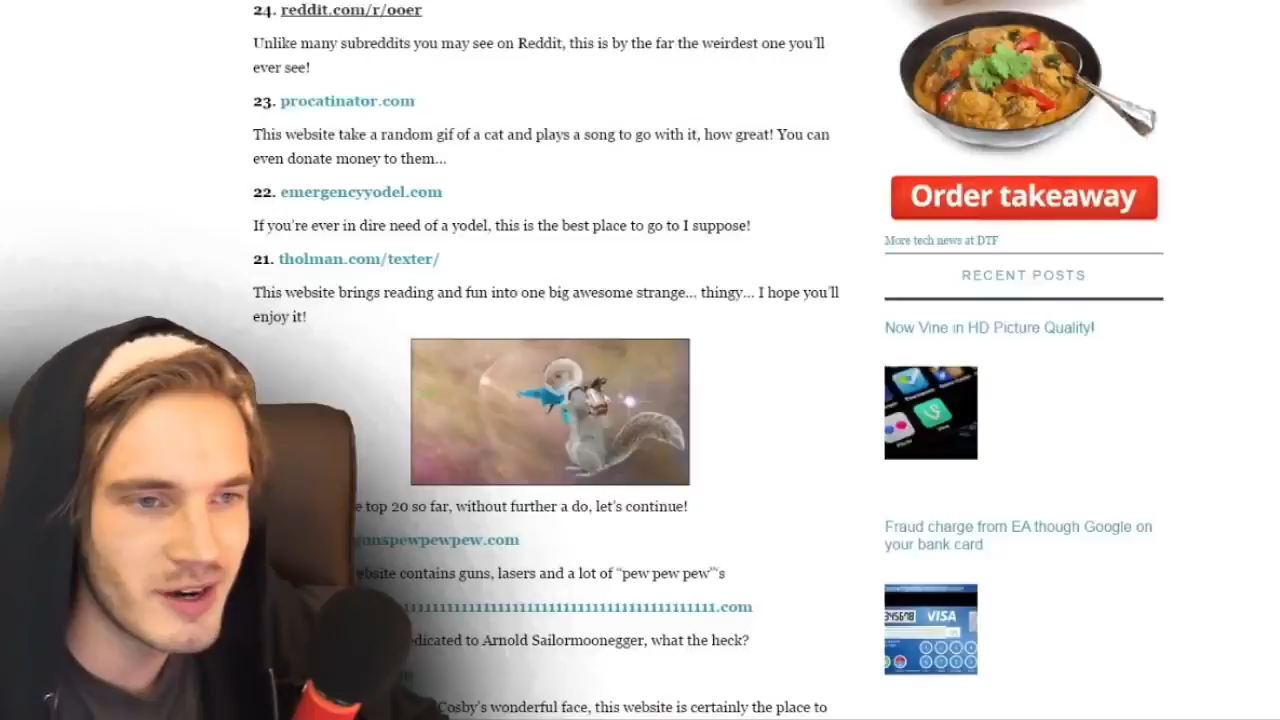 24. reddit.com/r/ooer
Unlike many subreddits you may see on Reddit, this is by the far the weirdest one you'll
ever see!
23. procatinator.com
This website take a random gif of a cat and plays a song to go with it, how great! You can
even donate money to them...
22. emergencyyodel.com
If you're ever in dire need of a yodel, this is the best place to go to I suppose!
21. tholman.com/texter/
This website brings reading and fun into one big awesome strange... thingy... I hope you'll
enjoy it!
top 20 so far, without further a do, let's continue!
gunspewpewpew.com
contains guns, lasers and a lot of "pew pew pew"'s
.com
to Arnold Sailormoonegger, what the heck?
Cosby's wonderful face, this website is certainly the place to
Order takeaway
More tech news at DTF
RECENT POSTS
Now Vine in HD Picture Quality!
Fraud charge from EA though Google on
your bank card
VISA